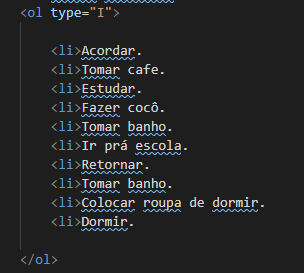 <ol type="I">
<li>Acordar.
<li>Tomar cafe.
<li>Estudar.
<li>Fazer cocô.
<li>Tomar banho.
<li>Ir prá escola.
<li>Retornar.
<li>Tomar banho.
<li>Colocar roupa de dormir.
<li>Dormir.
</ol>